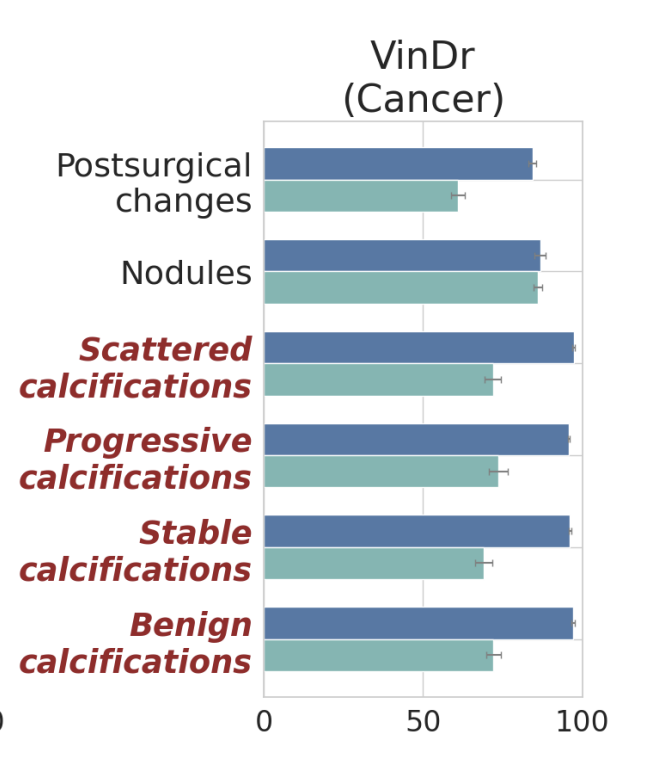 VinDr
(Cancer)
Postsurgical
changes
Nodules
Scattered
calcifications
Progressive
calcifications
Stable
calcifications
Benign
calcifications
0 50 100